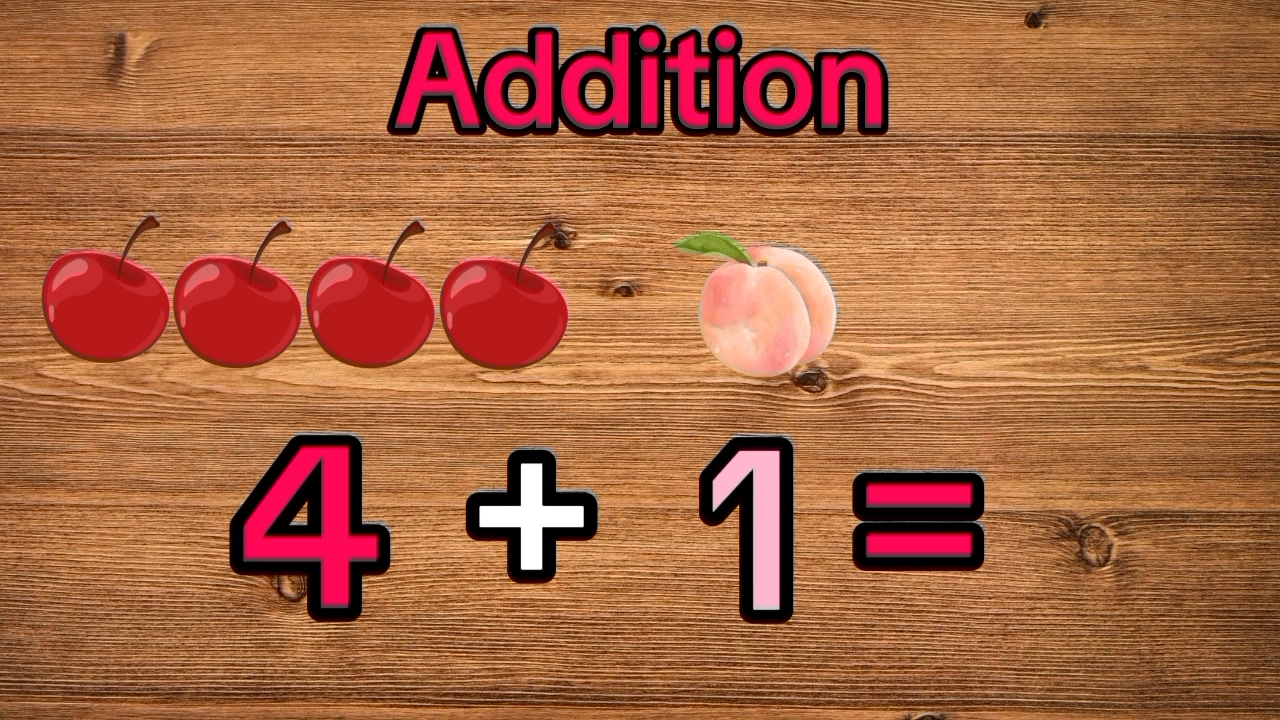 Addition
4 + 1 =